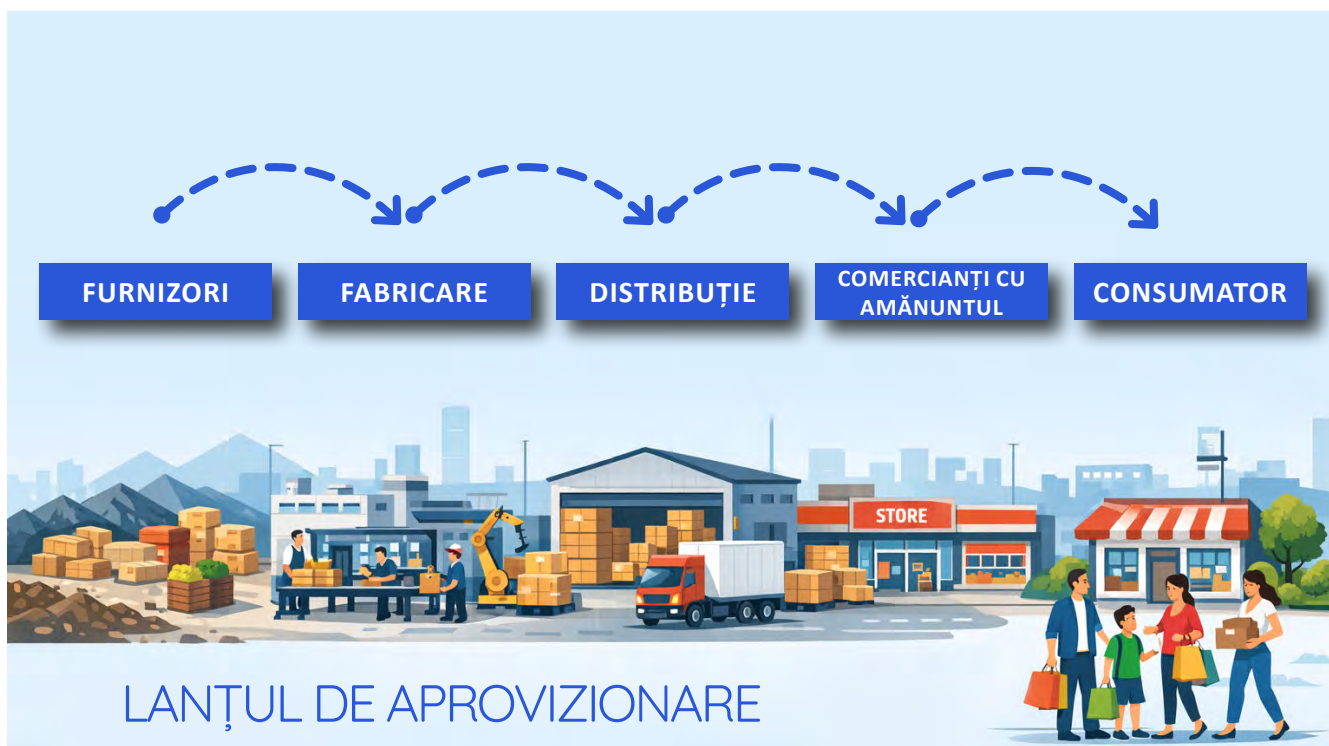 FURNIZORI
FABRICARE
DISTRIBUȚIE
COMERCIANȚI CU
AMĂNUNTUL
CONSUMATOR
STORE
LANȚUL DE APROVIZIONARE